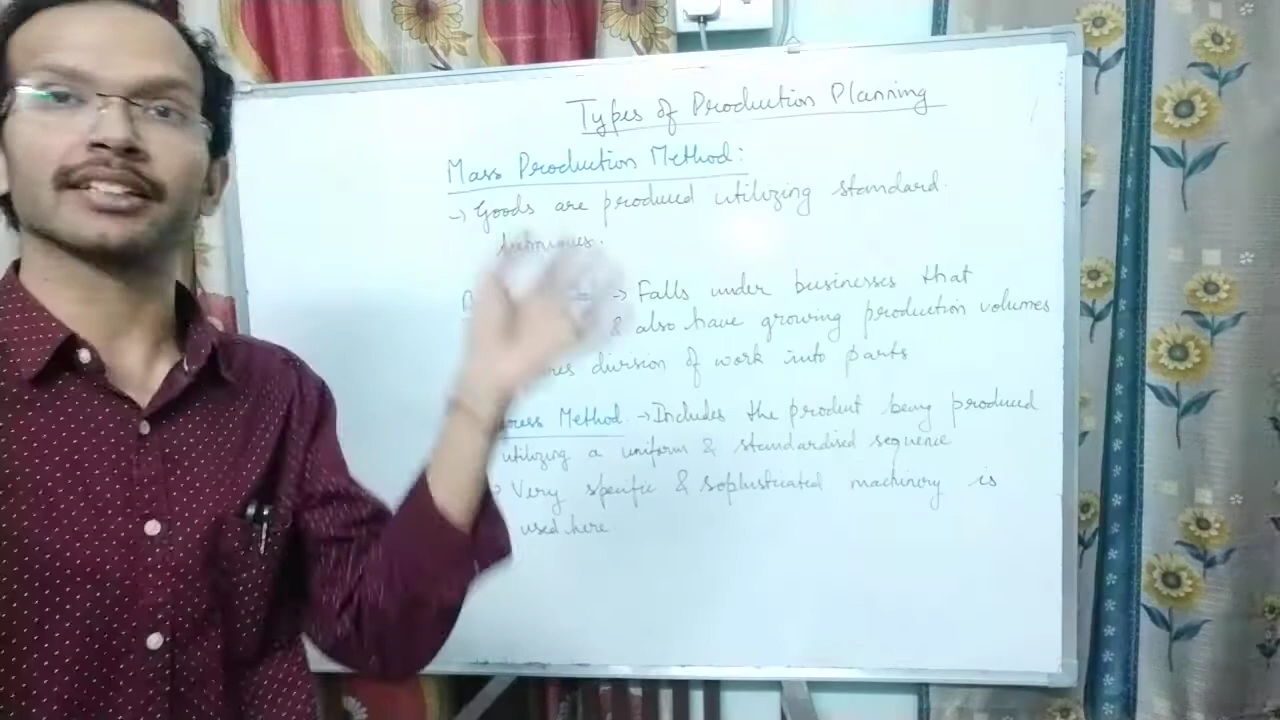 Types of Production Planning
Mass Production Method:
→ Goods are produced utilizing standard
techniques.
→ Falls under businesses that
& also have growing production volumes
division of work into parts
Method → Includes the product being produced
utilizing a uniform & standardised sequence
Very specific & sophisticated machinery is
used here